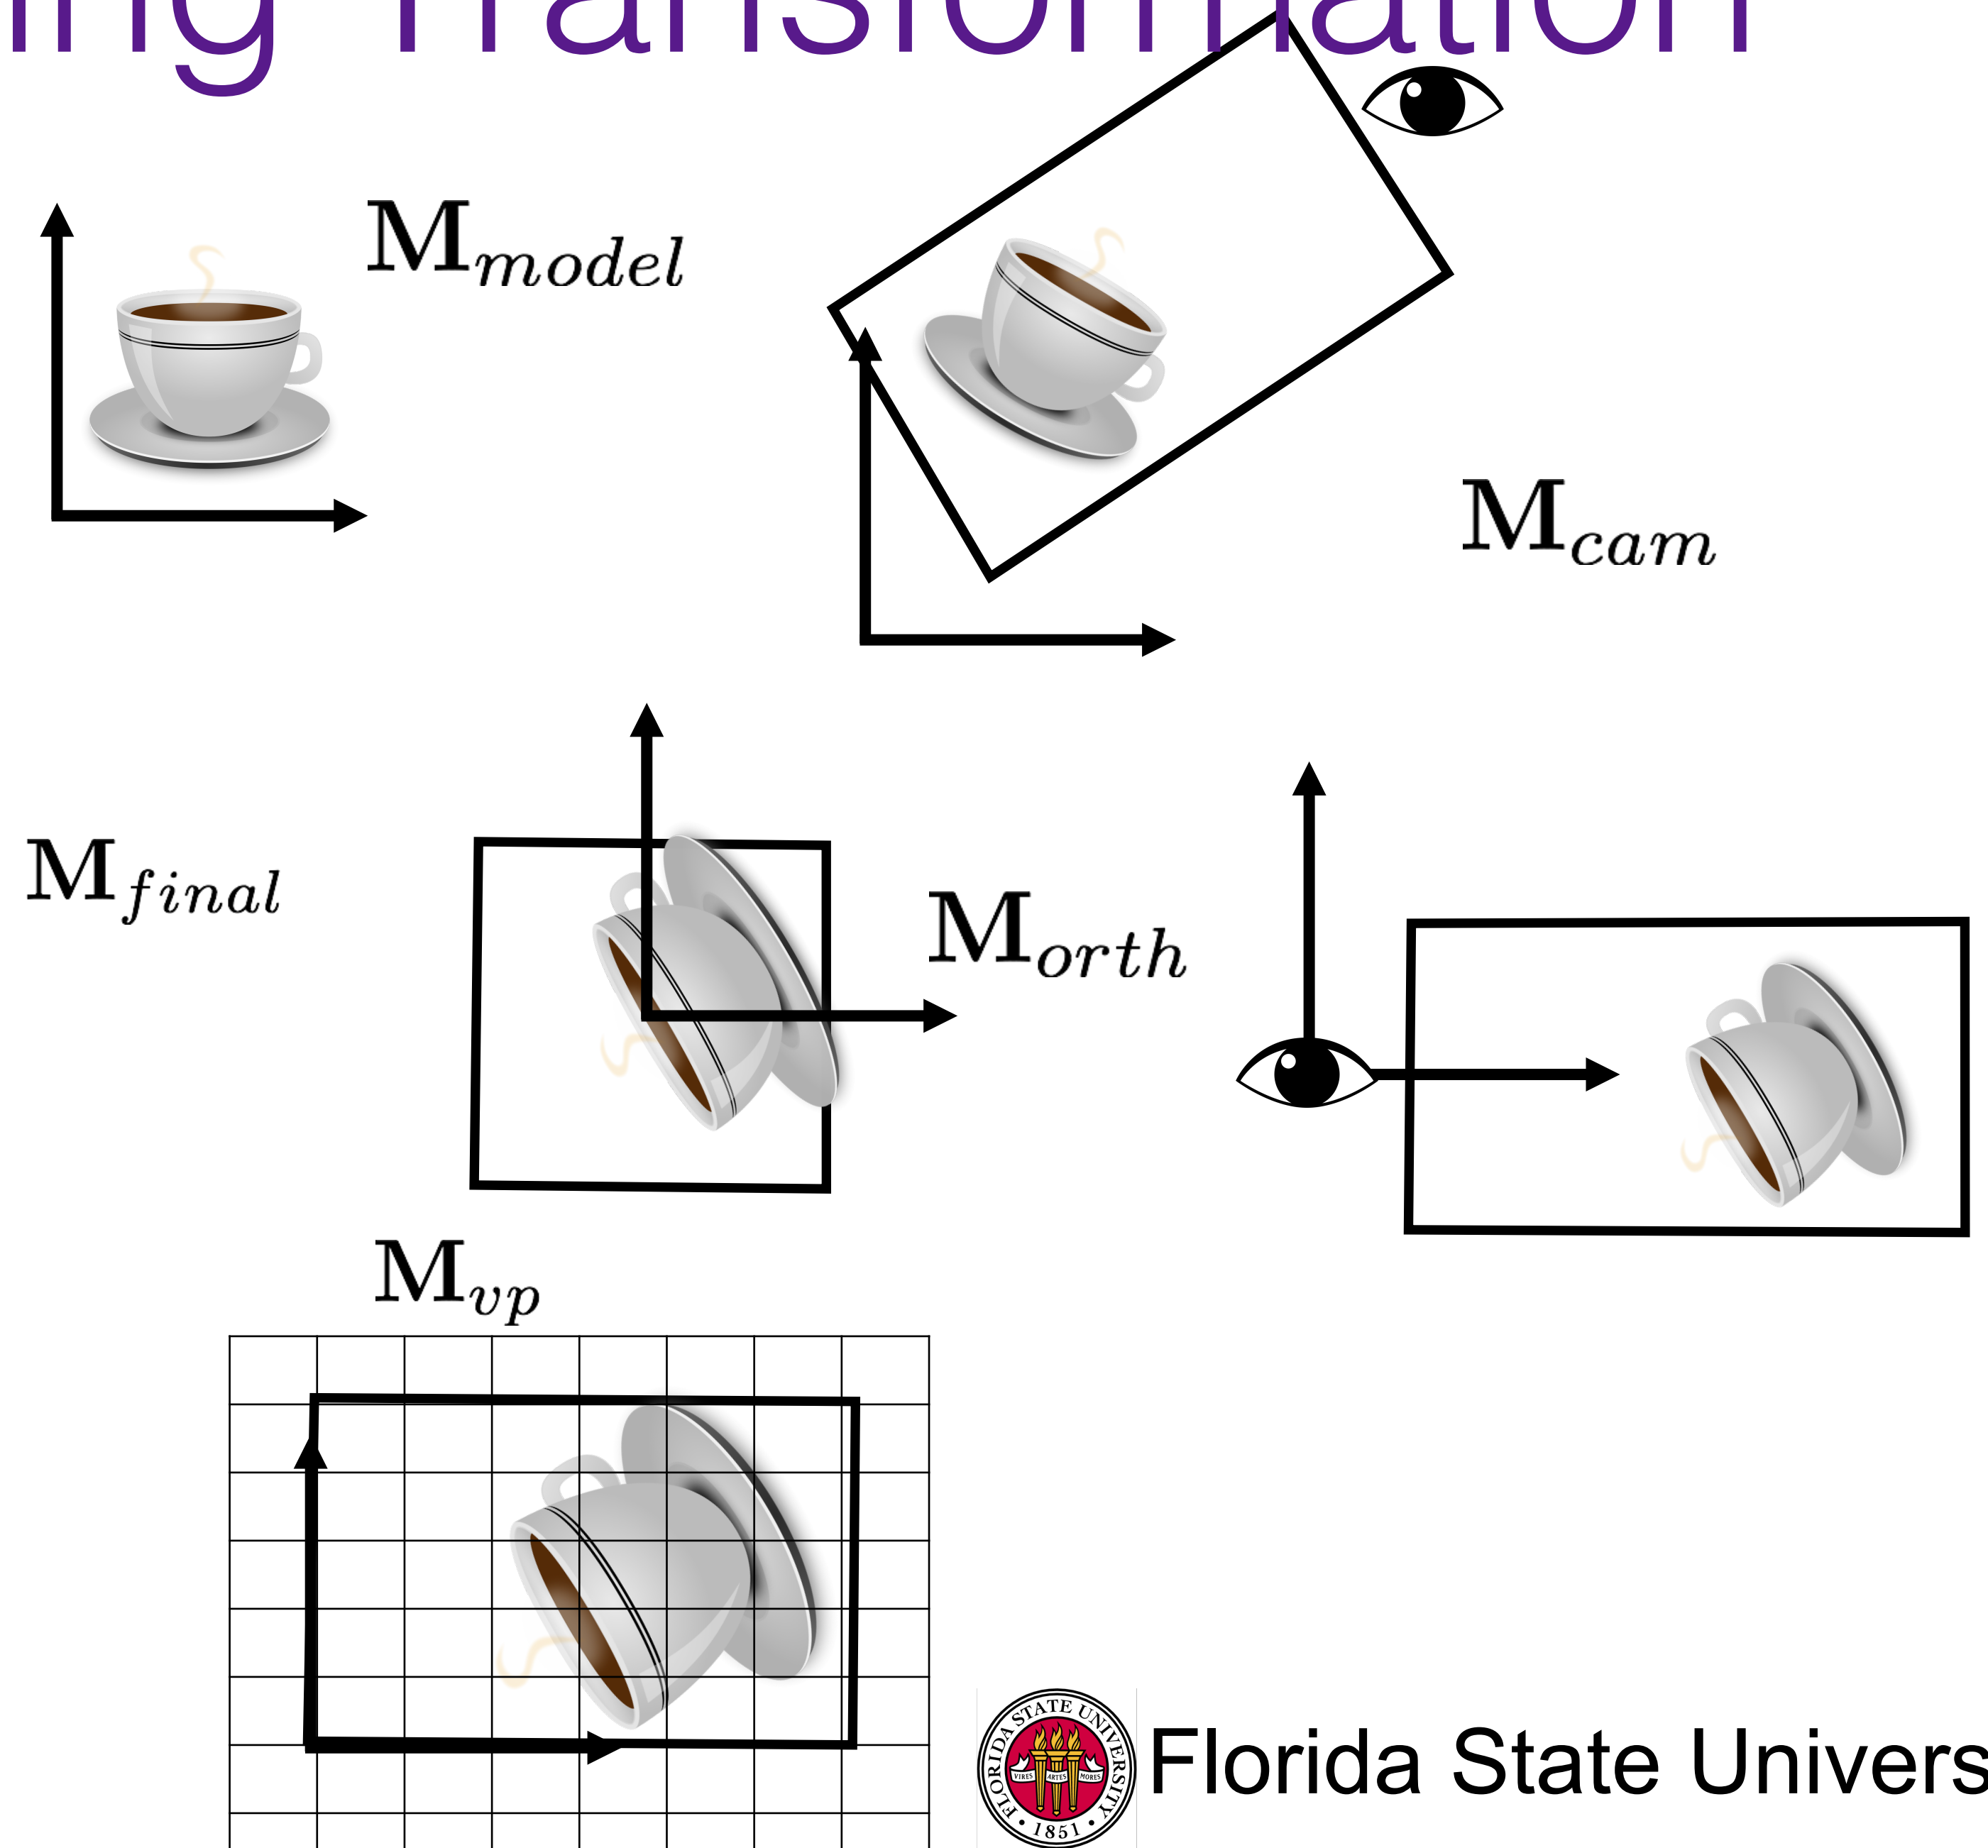 ing Transformation
M_model
M_cam
M_final
M_orth
M_vp
FLORIDA STATE UNIVERSITY
VIRES ARTES MORES
1851
Florida State Univers